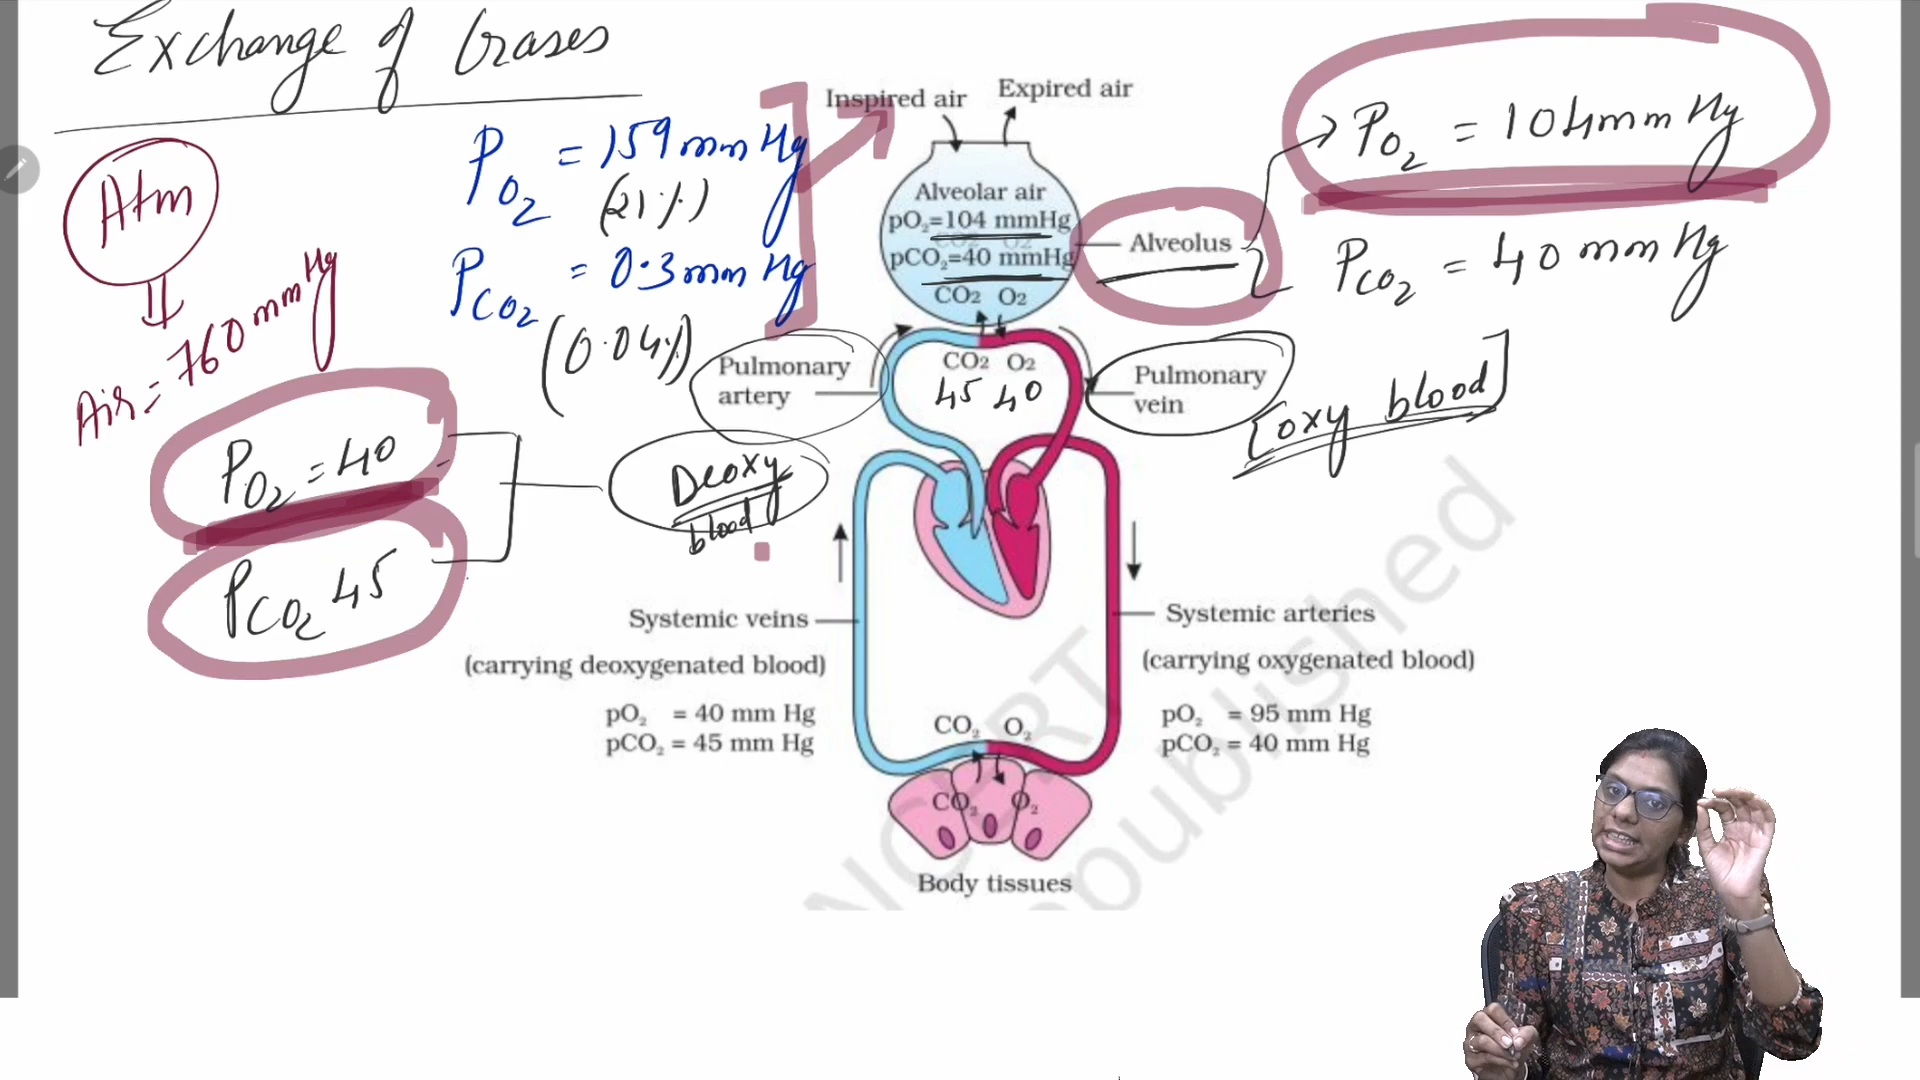 Exchange of Gases
Atm
Air = 760 mm Hg
PO2 = 159 mm Hg
(21%)
PCO2 = 0.3 mm Hg
(0.04%)
Inspired air
Expired air
Alveolar air
pO2=104 mmHg
pCO2=40 mmHg
CO2 O2
Alveolus
PO2 = 104 mm Hg
PCO2 = 40 mm Hg
Pulmonary
artery
CO2 O2
45 40
Pulmonary
vein
[oxy blood]
PO2 = 40
PCO2 45
Deoxy
blood
Systemic veins
(carrying deoxygenated blood)
pO2 = 40 mm Hg
pCO2 = 45 mm Hg
Systemic arteries
(carrying oxygenated blood)
pO2 = 95 mm Hg
pCO2 = 40 mm Hg
CO2 O2
CO2 O2
Body tissues
NCERT
published